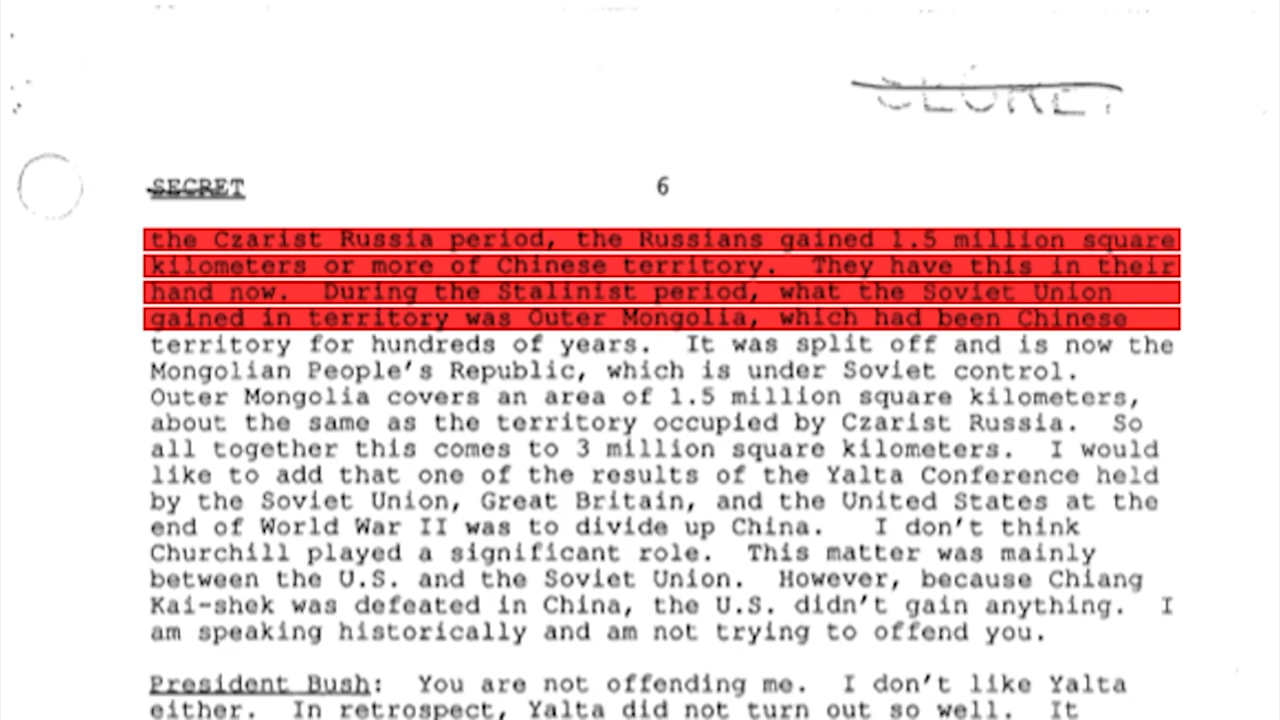 SECRET
SECRET 6
the Czarist Russia period, the Russians gained 1.5 million square
kilometers or more of Chinese territory. They have this in their
hand now. During the Stalinist period, what the Soviet Union
gained in territory was Outer Mongolia, which had been Chinese
territory for hundreds of years. It was split off and is now the
Mongolian People's Republic, which is under Soviet control.
Outer Mongolia covers an area of 1.5 million square kilometers,
about the same as the territory occupied by Czarist Russia. So
all together this comes to 3 million square kilometers. I would
like to add that one of the results of the Yalta Conference held
by the Soviet Union, Great Britain, and the United States at the
end of World War II was to divide up China. I don't think
Churchill played a significant role. This matter was mainly
between the U.S. and the Soviet Union. However, because Chiang
Kai-shek was defeated in China, the U.S. didn't gain anything. I
am speaking historically and am not trying to offend you.
President Bush: You are not offending me. I don't like Yalta
either. In retrospect, Yalta did not turn out so well. It